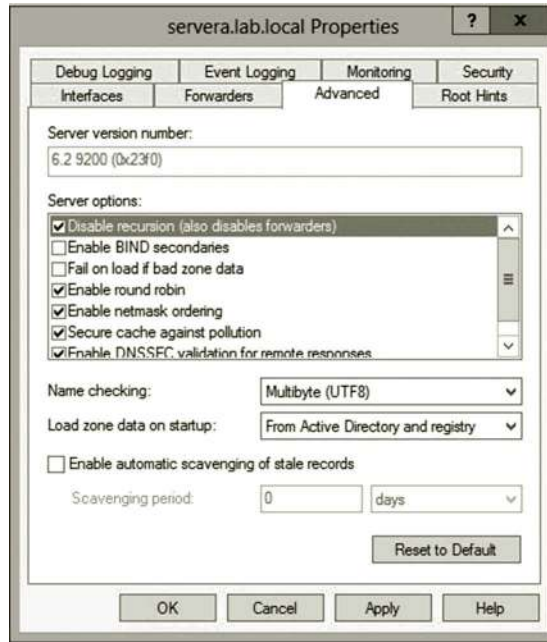 servera.lab.local Properties
? x
Debug Logging Event Logging Monitoring Security
Interfaces Forwarders Advanced Root Hints
Server version number:
6.2 9200 (0x23f0)
Server options:
Disable recursion (also disables forwarders)
Enable BIND secondaries
Fail on load if bad zone data
Enable round robin
Enable netmask ordering
Secure cache against pollution
Enable DNSSEC validation for remote responses
Name checking: Multibyte (UTF8)
Load zone data on startup: From Active Directory and registry
Enable automatic scavenging of stale records
Scavenging period: 0 days
Reset to Default
OK Cancel Apply Help